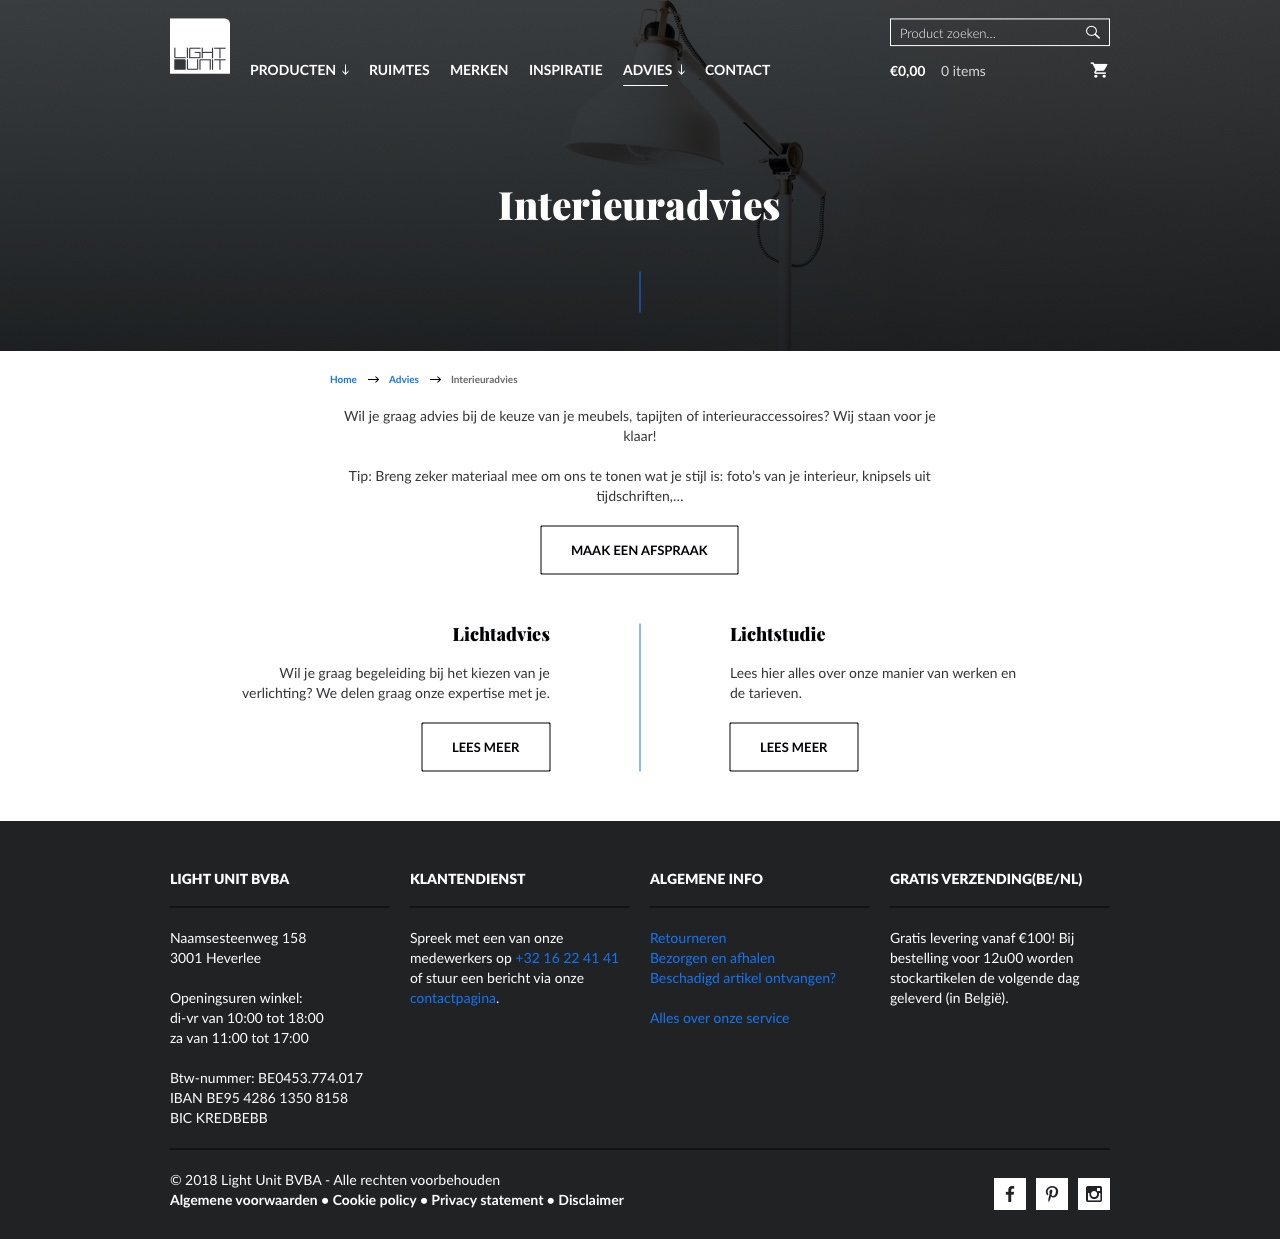 LIGHT
UNIT
PRODUCTEN ↓ RUIMTES MERKEN INSPIRATIE ADVIES ↓ CONTACT
Product zoeken...
€0,00 0 items
Interieuradvies
Home → Advies → Interieuradvies
Wil je graag advies bij de keuze van je meubels, tapijten of interieuraccessoires? Wij staan voor je
klaar!
Tip: Breng zeker materiaal mee om ons te tonen wat je stijl is: foto's van je interieur, knipsels uit
tijdschriften,...
MAAK EEN AFSPRAAK
Lichtadvies
Wil je graag begeleiding bij het kiezen van je
verlichting? We delen graag onze expertise met je.
LEES MEER
Lichtstudie
Lees hier alles over onze manier van werken en
de tarieven.
LEES MEER
LIGHT UNIT BVBA
Naamsesteenweg 158
3001 Heverlee
Openingsuren winkel:
di-vr van 10:00 tot 18:00
za van 11:00 tot 17:00
Btw-nummer: BE0453.774.017
IBAN BE95 4286 1350 8158
BIC KREDBEBB
KLANTENDIENST
Spreek met een van onze
medewerkers op +32 16 22 41 41
of stuur een bericht via onze
contactpagina.
ALGEMENE INFO
Retourneren
Bezorgen en afhalen
Beschadigd artikel ontvangen?
Alles over onze service
GRATIS VERZENDING(BE/NL)
Gratis levering vanaf €100! Bij
bestelling voor 12u00 worden
stockartikelen de volgende dag
geleverd (in België).
© 2018 Light Unit BVBA - Alle rechten voorbehouden
Algemene voorwaarden • Cookie policy • Privacy statement • Disclaimer